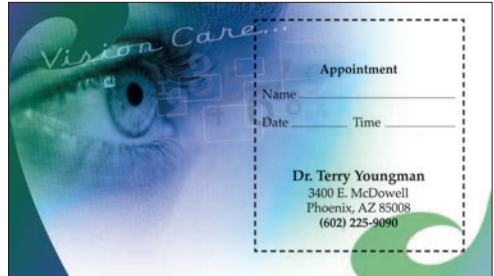 Vision Care...
Appointment
Name
Date Time
Dr. Terry Youngman
3400 E. McDowell
Phoenix, AZ 85008
(602) 225-9090